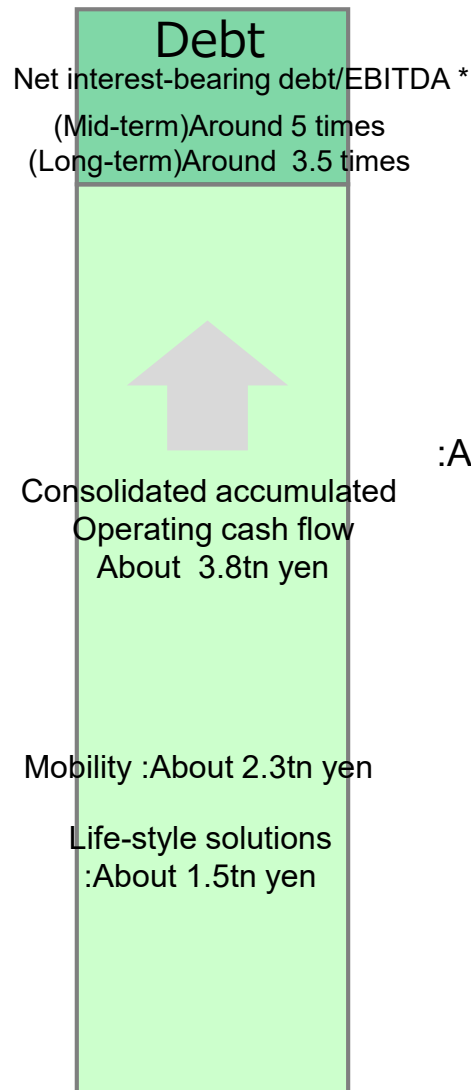 Debt
Net interest-bearing debt/EBITDA *
(Mid-term)Around 5 times
(Long-term)Around 3.5 times
:A
Consolidated accumulated
Operating cash flow
About 3.8tn yen
Mobility :About 2.3tn yen
Life-style solutions
:About 1.5tn yen